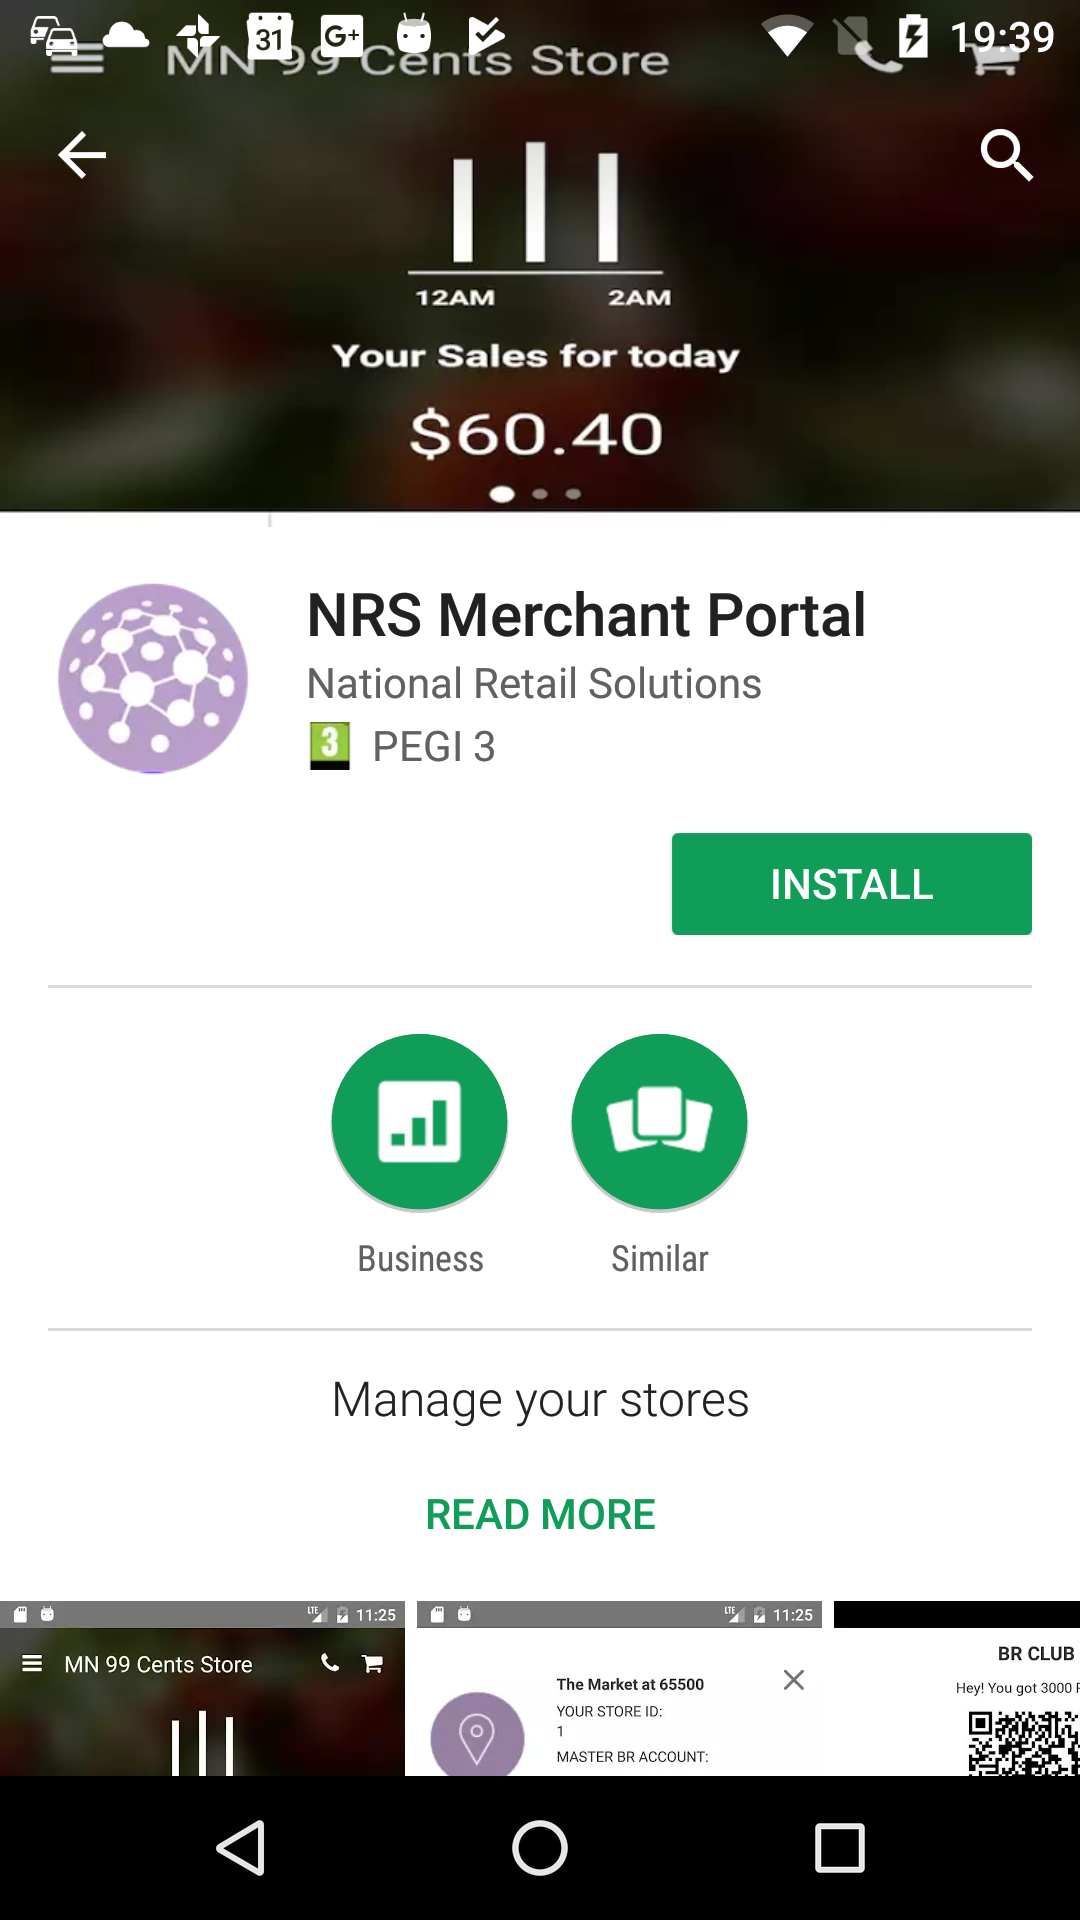 31 G+ 19:39
MN 99 Cents Store
12AM 2AM
Your Sales for today
$60.40
NRS Merchant Portal
National Retail Solutions
3 PEGI 3
INSTALL
Business Similar
Manage your stores
READ MORE
LTE 11:25
MN 99 Cents Store
LTE 11:25
The Market at 65500
YOUR STORE ID:
1
MASTER BR ACCOUNT:
BR CLUB
Hey! You got 3000